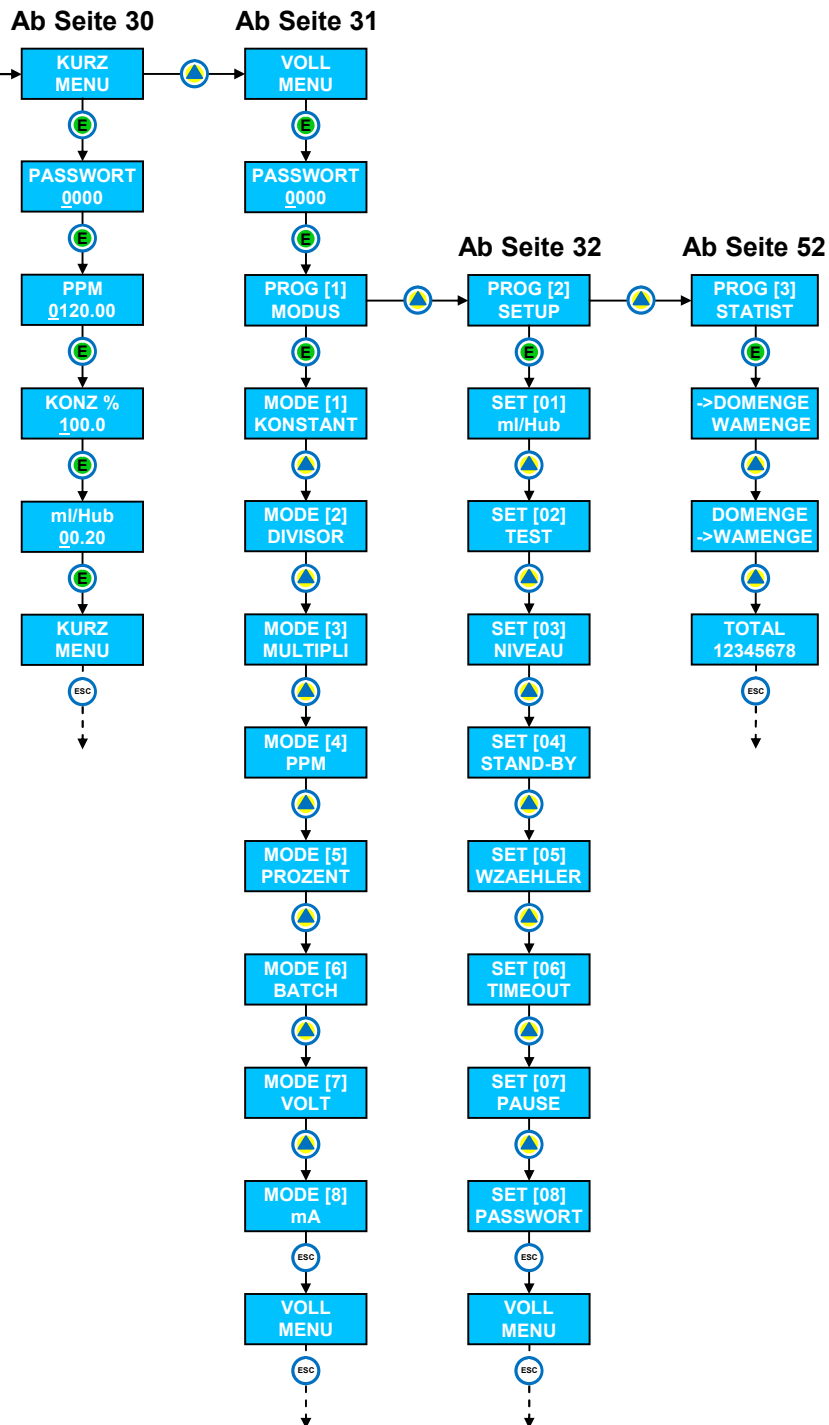 Ab Seite 30
KURZ
MENU
E
PASSWORT
0000
E
PPM
0120.00
E
KONZ %
100.0
E
ml/Hub
00.20
E
KURZ
MENU
ESC
Ab Seite 31
VOLL
MENU
E
PASSWORT
0000
E
PROG [1]
MODUS
MODE [1]
KONSTANT
MODE [2]
DIVISOR
MODE [3]
MULTIPLI
MODE [4]
PPM
MODE [5]
PROZENT
MODE [6]
BATCH
MODE [7]
VOLT
MODE [8]
mA
ESC
VOLL
MENU
ESC
Ab Seite 32
PROG [2]
SETUP
E
SET [01]
ml/Hub
SET [02]
TEST
SET [03]
NIVEAU
SET [04]
STAND-BY
SET [05]
WZAEHLER
SET [06]
TIMEOUT
SET [07]
PAUSE
SET [08]
PASSWORT
ESC
VOLL
MENU
ESC
Ab Seite 52
PROG [3]
STATIST
E
->DOMENGE
WAMENGE
DOMENGE
->WAMENGE
TOTAL
12345678
ESC